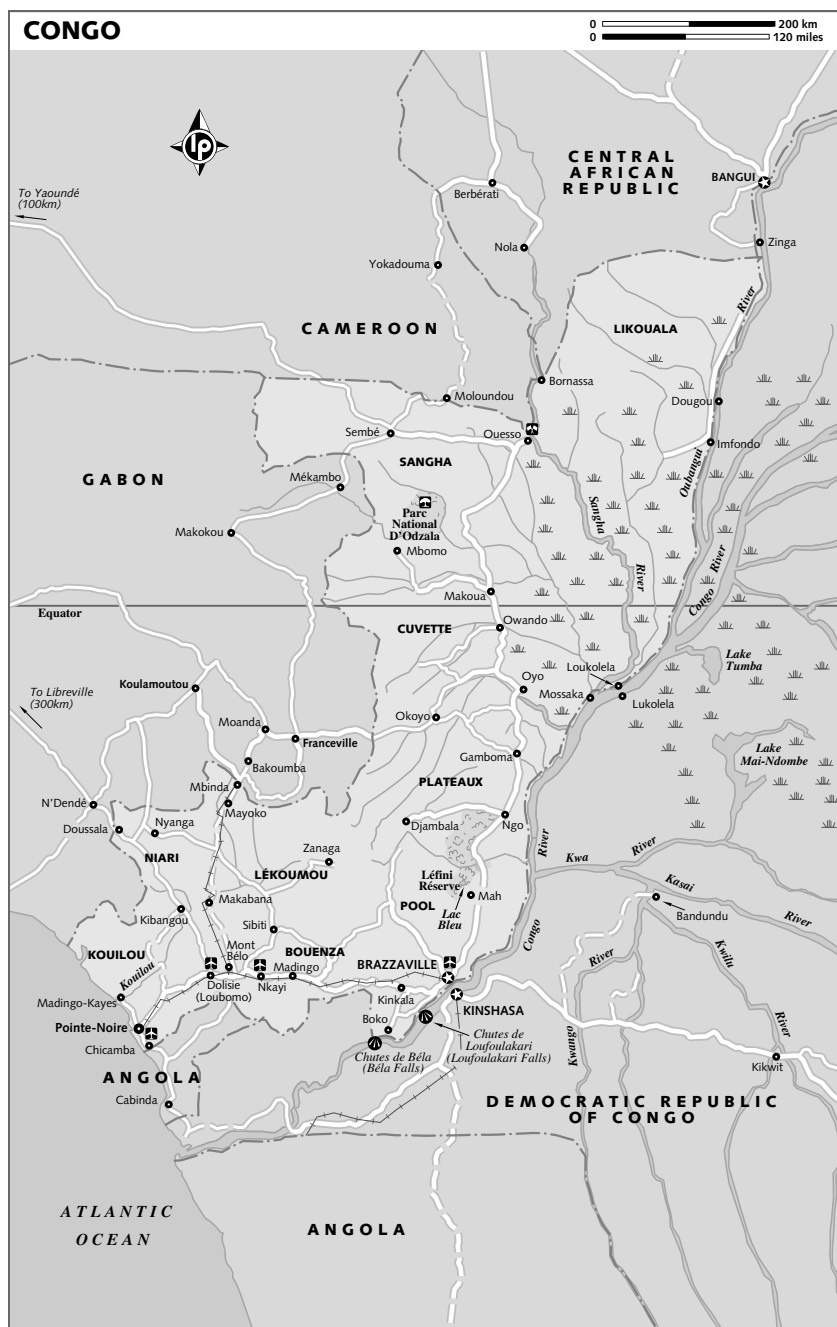 CONGO
0 200 km
0 120 miles
lp
CENTRAL
AFRICAN
REPUBLIC
BANGUI
To Yaoundé
(100km)
Berbérati
Nola
Zinga
Yokadouma
River
CAMEROON
LIKOUALA
Bornassa
Moloundou
Dougou
Sembé
Ouesso
Imfondo
SANGHA
GABON
Mékambo
Oubangui
Sangha
Parc
National
D'Odzala
Makokou
Mbomo
River
River
Makoua
Congo
Equator
Owando
CUVETTE
Lake
Tumba
Loukolela
Oyo
Koulamoutou
To Libreville
(300km)
Mossaka
Lukolela
Okoyo
Moanda
Franceville
Lake
Mai-Ndombe
Gamboma
Bakoumba
PLATEAUX
Mbinda
N'Dendé
Mayoko
Doussala
Nyanga
Djambala
Ngo
River
River
Zanaga
NIARI
Kwa
LÉKOUMOU
Léfini
Réserve
Kasai
Mah
Makabana
POOL
Lac
Bleu
Bandundu
River
Kibangou
Sibiti
Congo
Mont
Bélo
BOUENZA
KOUILOU
Kwilu
BRAZZAVILLE
River
Kouilou
Madingo
Dolisie
(Loubomo)
Nkayi
Kinkala
Madingo-Kayes
KINSHASA
Boko
Pointe-Noire
Chutes de
Loufoulakari
(Loufoulakari Falls)
River
Chicamba
Chutes de Béla
(Béla Falls)
Kwango
Kikwit
ANGOLA
Cabinda
DEMOCRATIC REPUBLIC
OF CONGO
ATLANTIC
OCEAN
ANGOLA